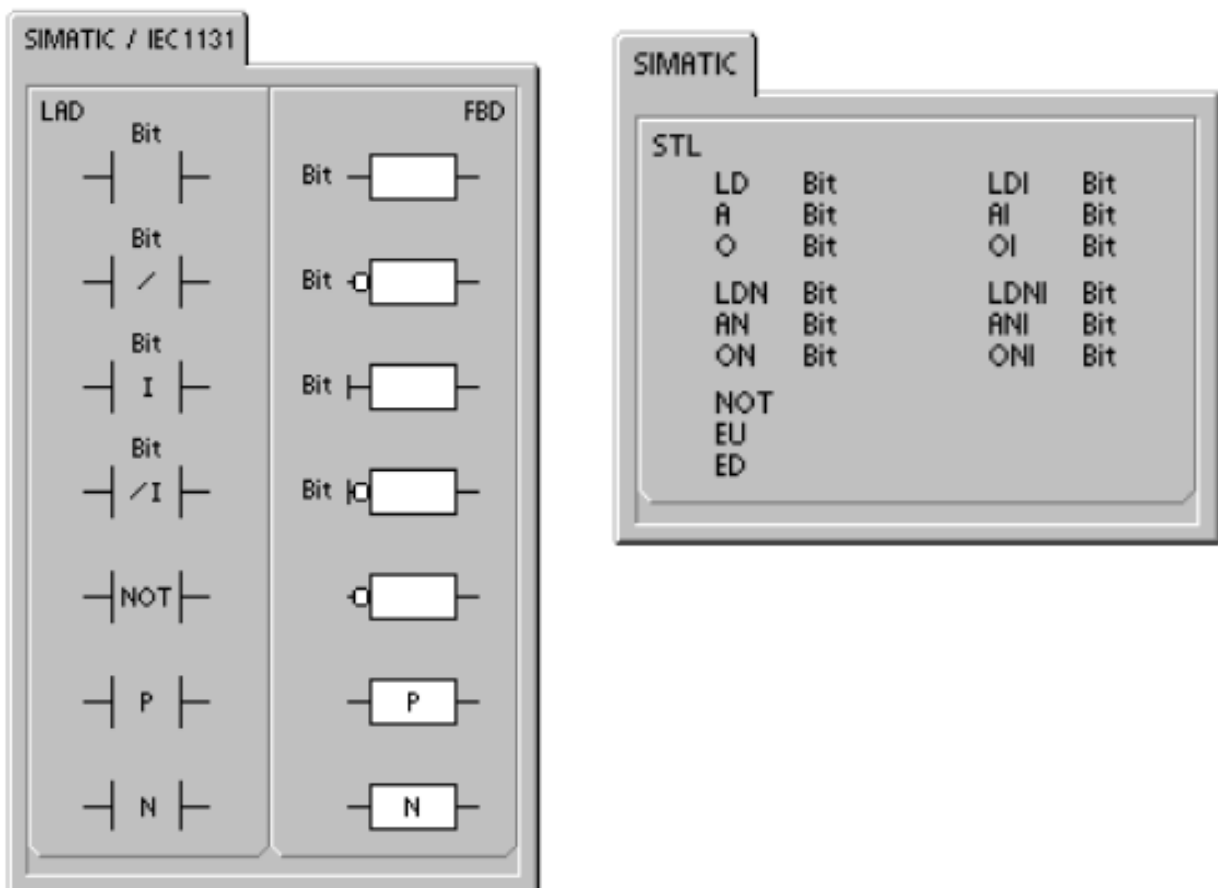 SIMATIC / IEC1131
LAD FBD
Bit
Bit
Bit
/
Bit
Bit
I
Bit
Bit
/I
Bit
NOT
P P
N N
SIMATIC
STL
LD Bit LDI Bit
A Bit AI Bit
O Bit OI Bit
LDN Bit LDNI Bit
AN Bit ANI Bit
ON Bit ONI Bit
NOT
EU
ED